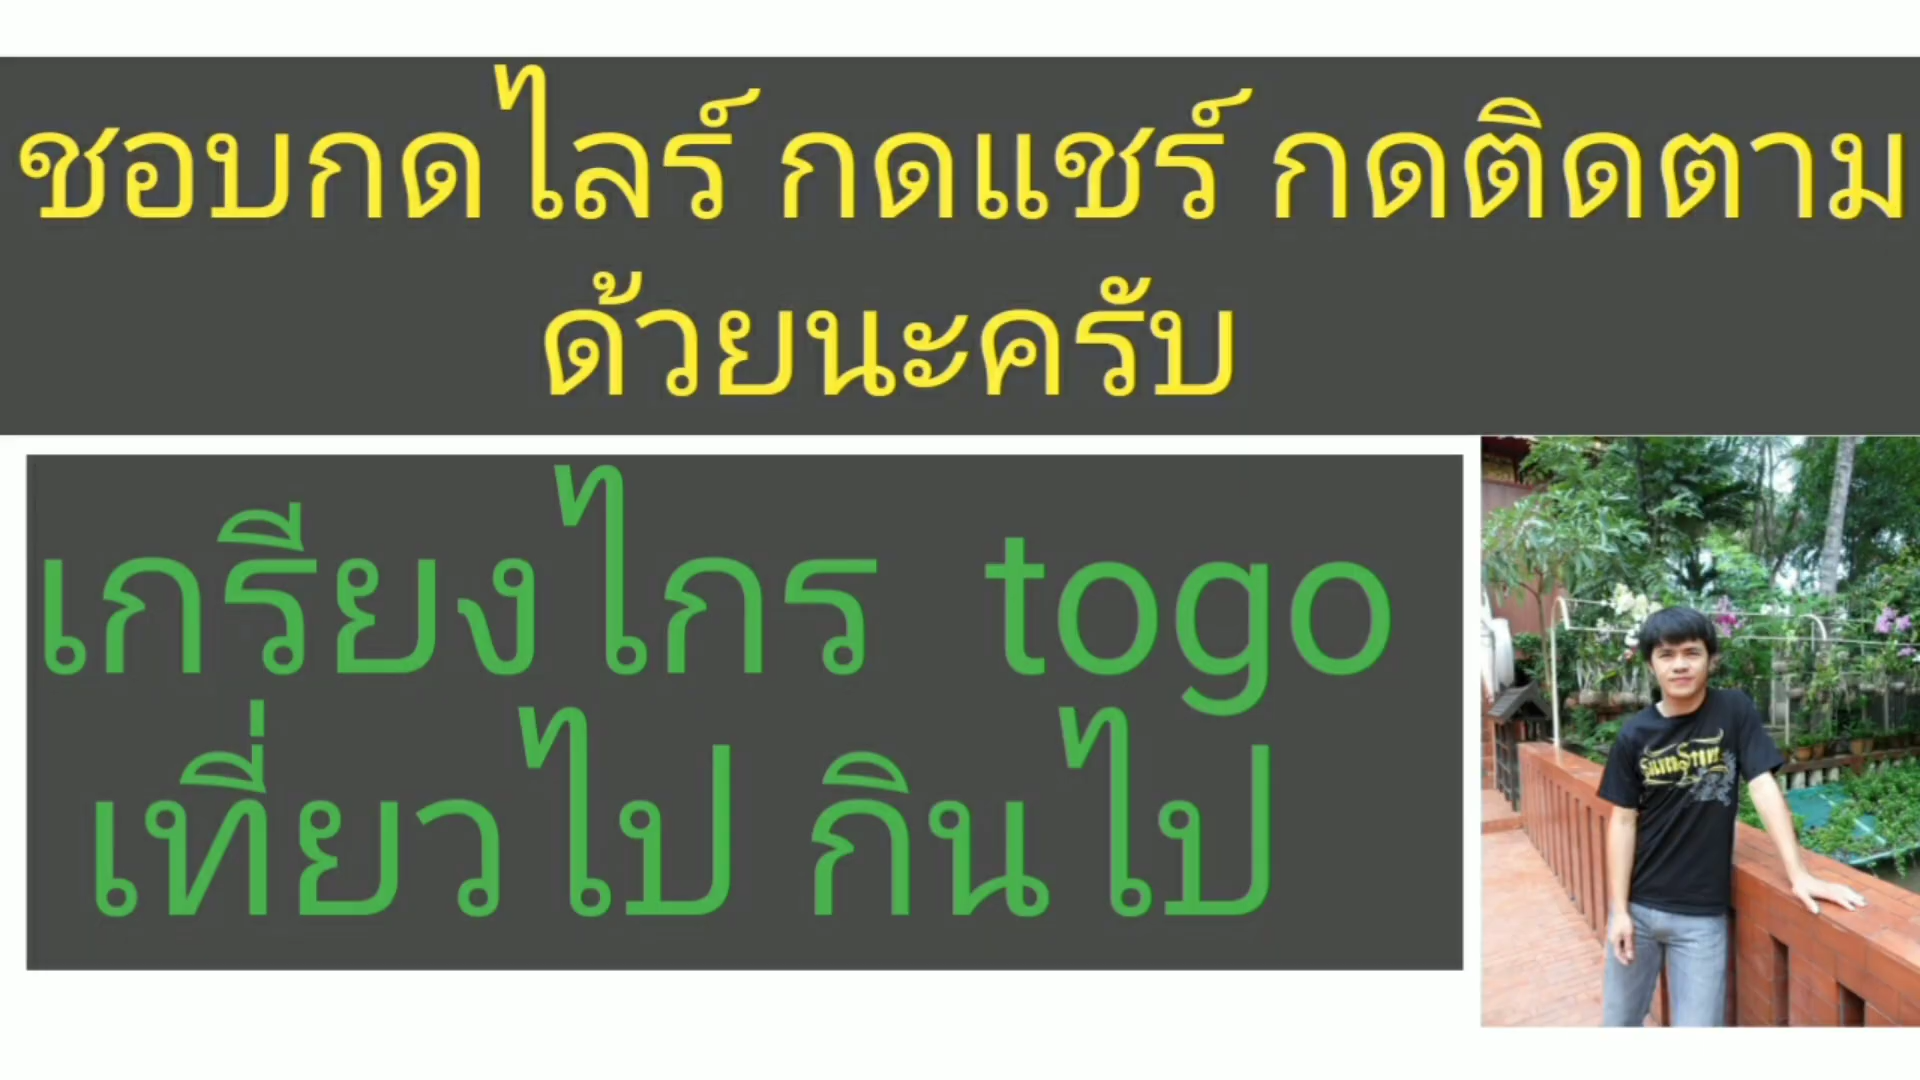 ชอบกดไลร์ กดแชร์ กดติดตาม
ด้วยนะครับ
เกรียงไกร togo
เที่ยวไป กินไป